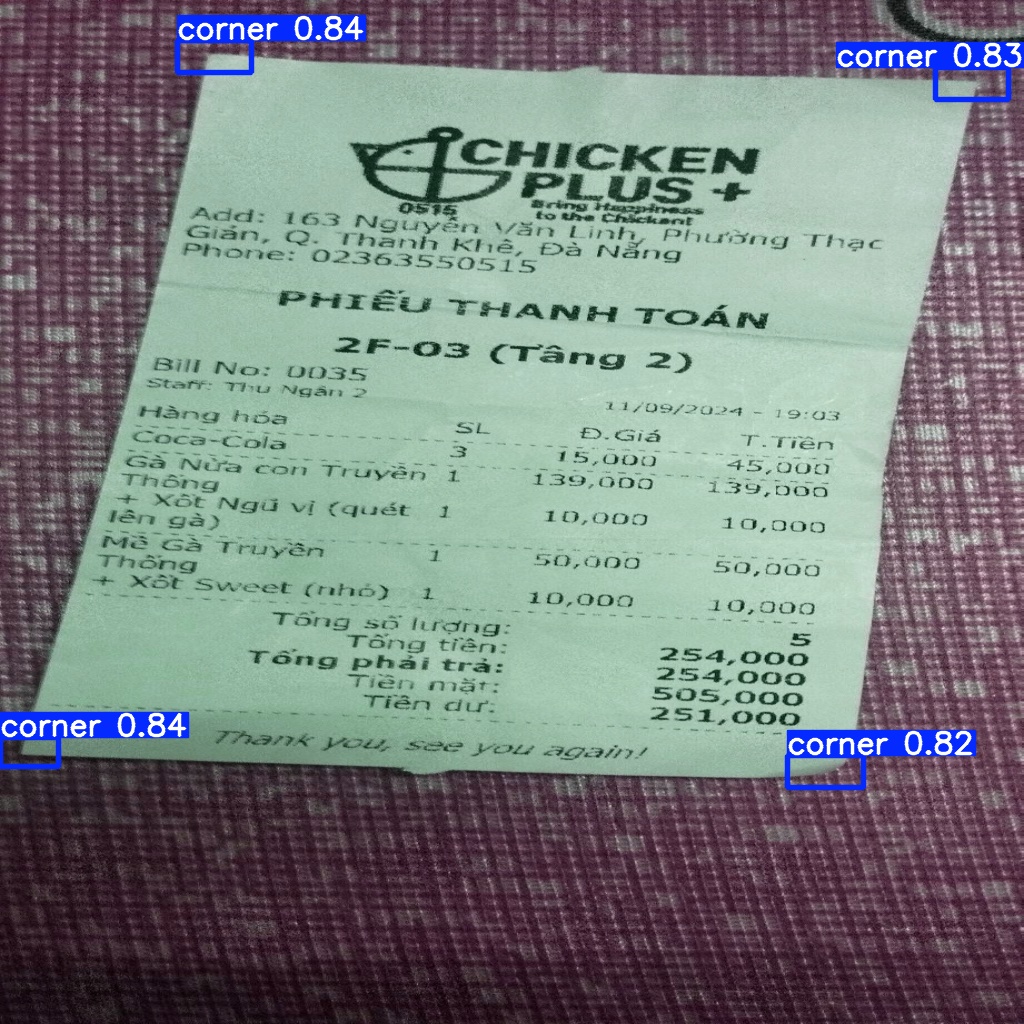 corner 0.84
corner 0.83
CHICKEN
PLUS +
0515
Bring Happiness
to the Chickent
Add: 163 Nguyễn Văn Linh, Phường Thạc
Gián, Q. Thanh Khê, Đà Nẵng
Phone: 02363550515
PHIẾU THANH TOÁN
2F-03 (Tầng 2)
Bill No: 0035
Staff: Thu Ngân 2
11/09/2024 - 19:03
Hàng hóa SL Đ.Giá T.Tiền
Coca-Cola 3 15,000 45,000
Gà Nửa con Truyền 1 139,000 139,000
Thống
+ Xốt Ngũ vị (quét 1 10,000 10,000
lên gà)
Mề Gà Truyền 1 50,000 50,000
Thống
+ Xốt Sweet (nhỏ) 1 10,000 10,000
Tổng số lượng: 5
Tổng tiền: 254,000
Tổng phải trả: 254,000
Tiền mặt: 505,000
Tiền dư: 251,000
Thank you, see you again!
corner 0.84
corner 0.82